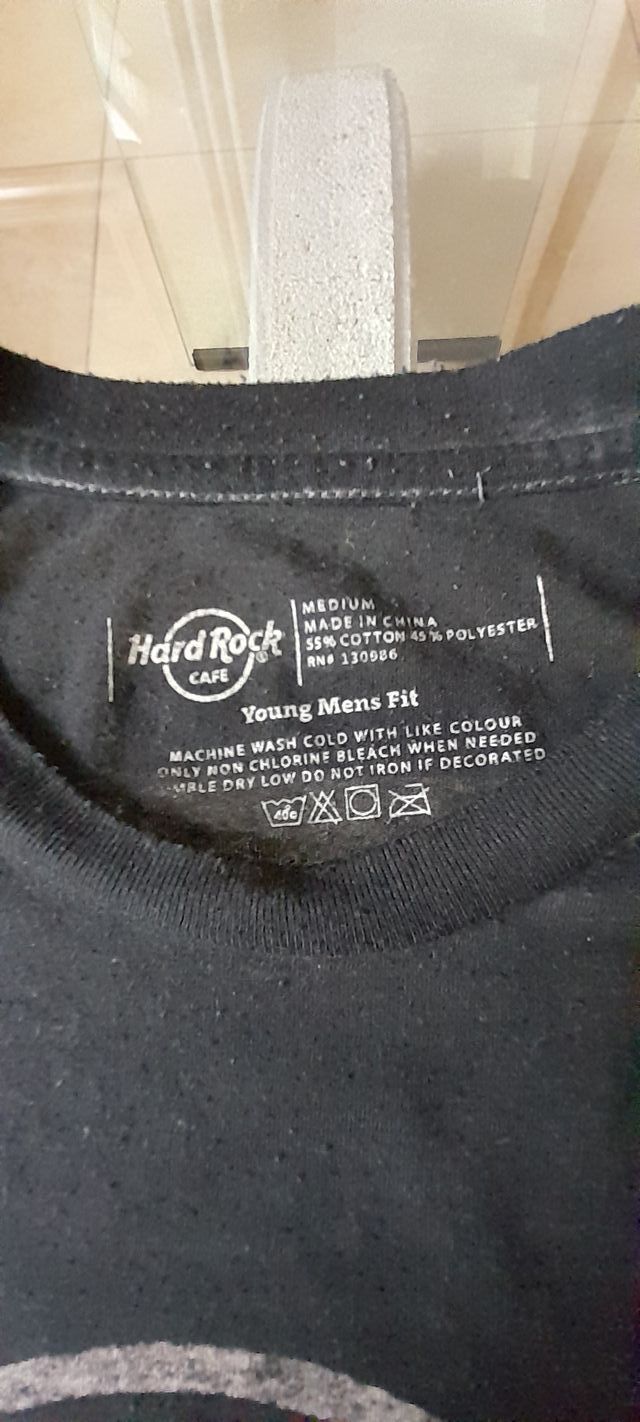 Hard Rock
CAFE
MEDIUM
MADE IN CHINA
55% COTTON 45% POLYESTER
RN# 130986
Young Mens Fit
MACHINE WASH COLD WITH LIKE COLOUR
ONLY NON CHLORINE BLEACH WHEN NEEDED
DRY LOW DO NOT IRON IF DECORATED